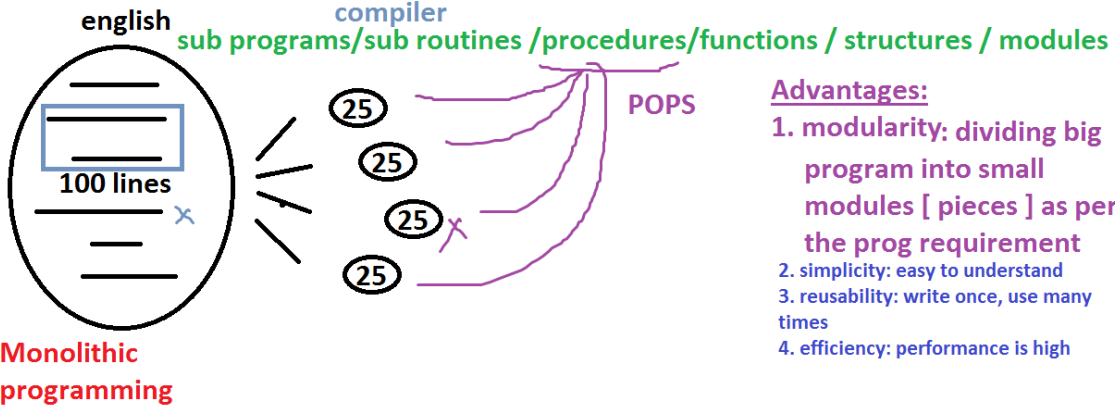 english
compiler
sub programs/sub routines /procedures/functions / structures / modules
100 lines
25
25
25
25
POPS
Monolithic
programming
Advantages:
1. modularity: dividing big
program into small
modules [ pieces ] as per
the prog requirement
2. simplicity: easy to understand
3. reusability: write once, use many
times
4. efficiency: performance is high